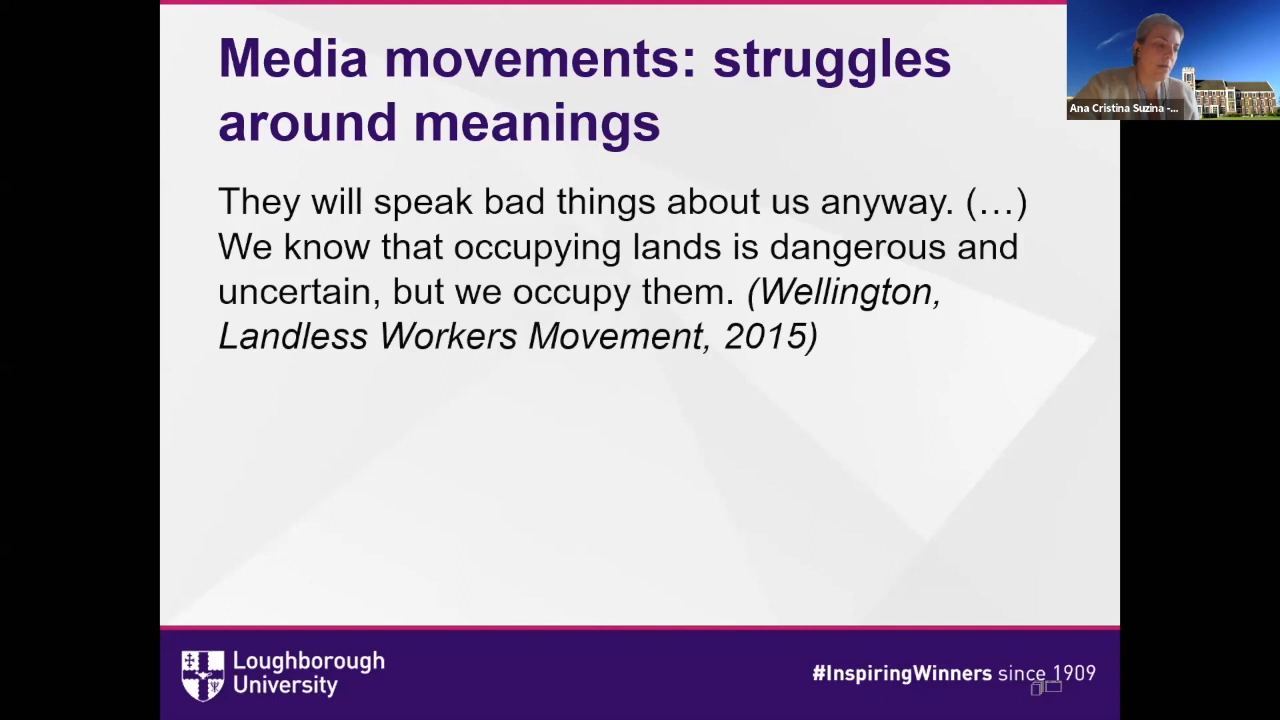 Media movements: struggles
around meanings
Ana Cristina Suzina -...
They will speak bad things about us anyway. (…)
We know that occupying lands is dangerous and
uncertain, but we occupy them. (Wellington,
Landless Workers Movement, 2015)
Loughborough
University
#InspiringWinners since 1909